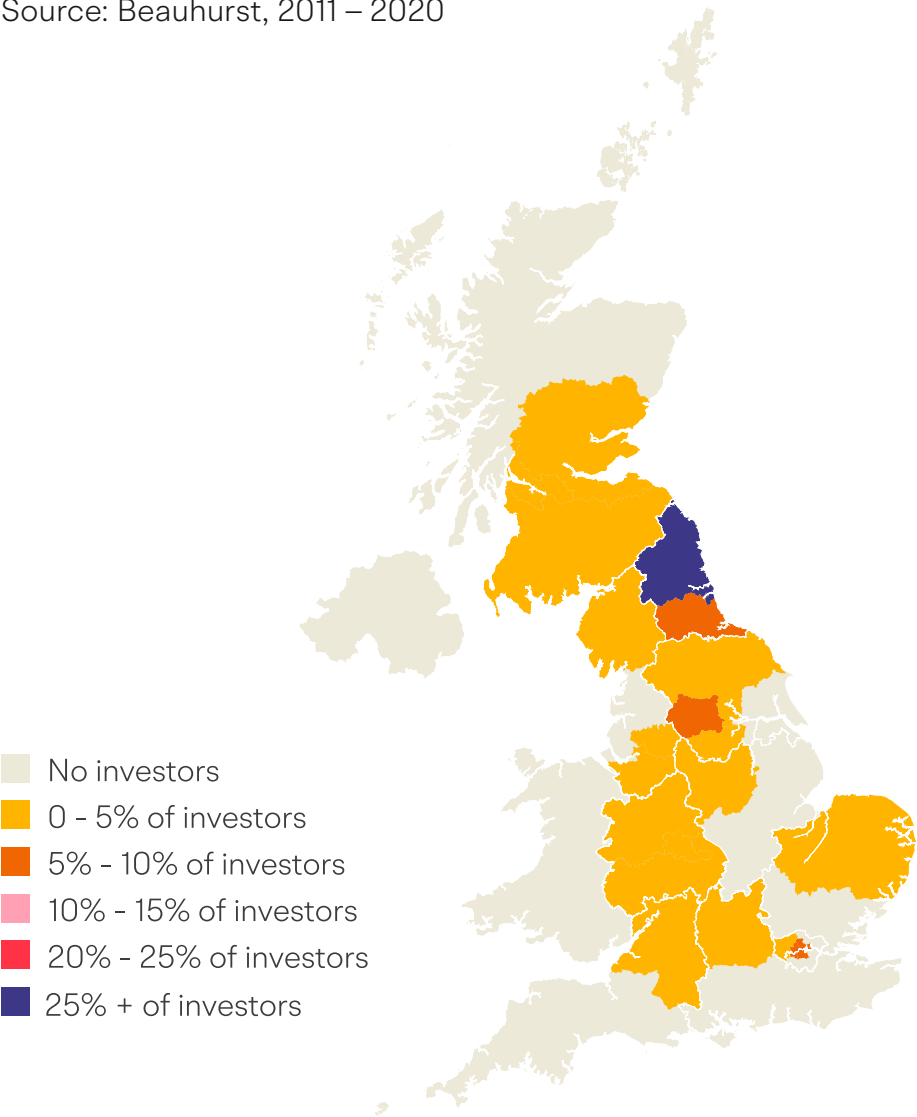 Source: Beauhurst, 2011 – 2020
No investors
0 - 5% of investors
5% - 10% of investors
10% - 15% of investors
20% - 25% of investors
25% + of investors